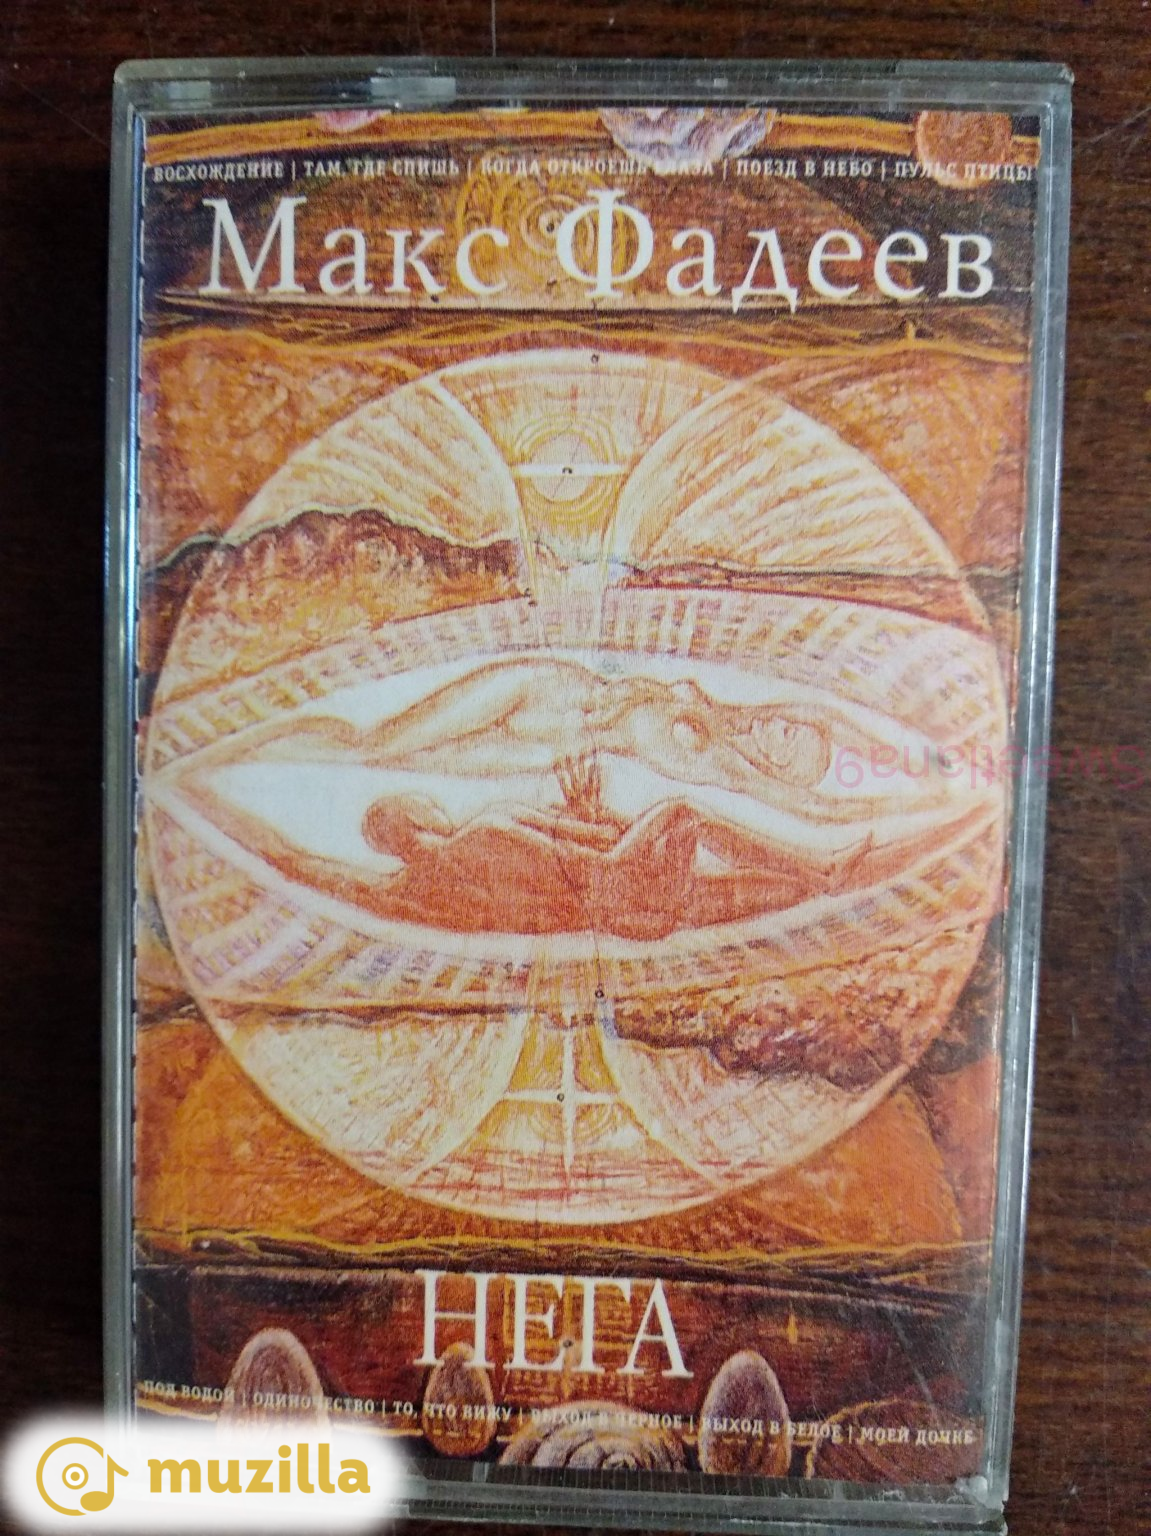 ВОСХОЖДЕНИЕ | ТАМ, ГДЕ СПИШЬ | КОГДА ОТКРОЕШЬ ГЛАЗА | ПОЕЗД В НЕБО | ПУЛЬС ПТИЦЫ
Макс Фадеев
Sweetlana9
НЕГА
ПОД ВОДОЙ | ОДИНОЧЕСТВО | ТО, ЧТО ВИЖУ | ВЫХОД В ЧЕРНОЕ | ВЫХОД В БЕЛОЕ | МОЕЙ ДОЧКЕ
muzilla